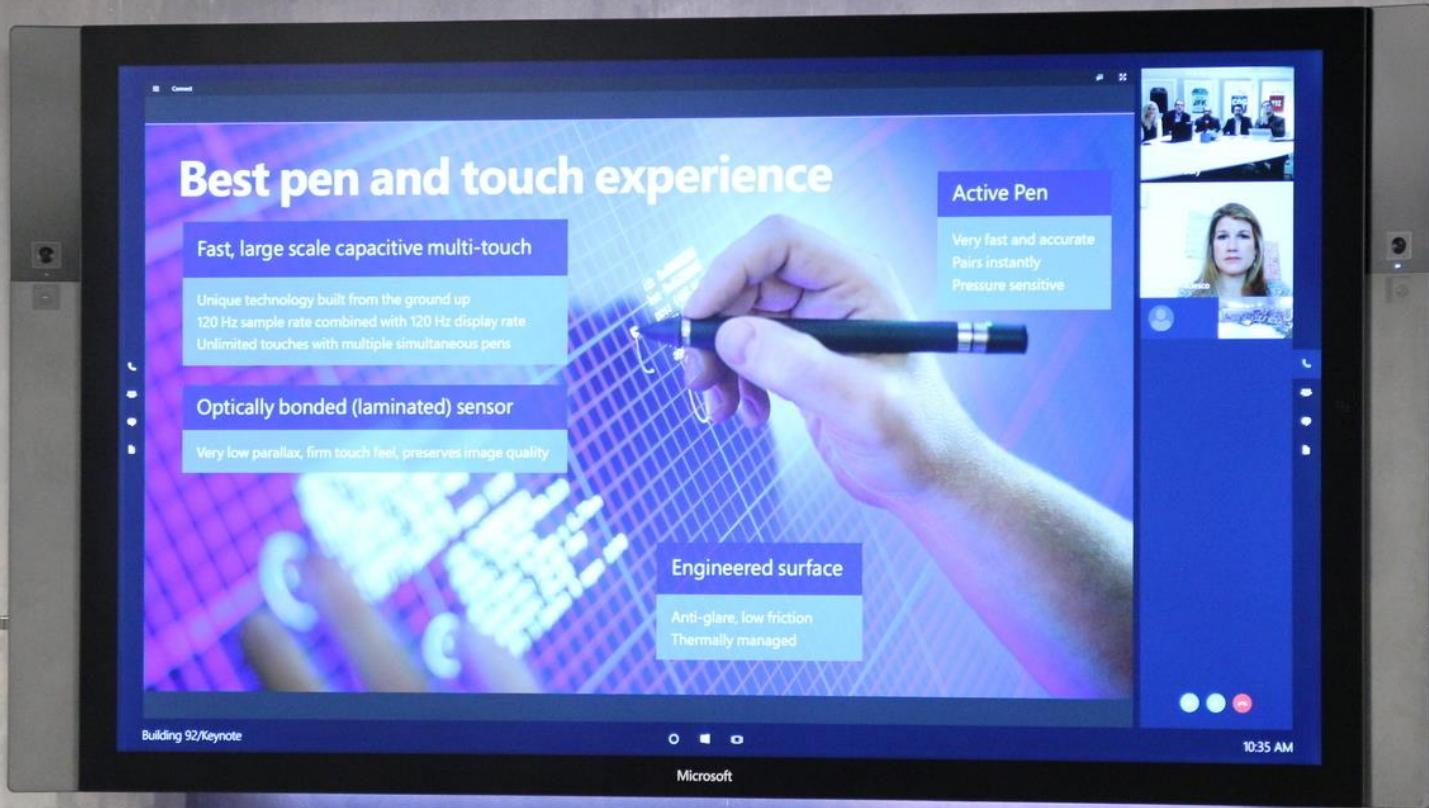 Connect
Best pen and touch experience
Fast, large scale capacitive multi-touch
Unique technology built from the ground up
120 Hz sample rate combined with 120 Hz display rate
Unlimited touches with multiple simultaneous pens
Optically bonded (laminated) sensor
Very low parallax, firm touch feel, preserves image quality
Active Pen
Very fast and accurate
Pairs instantly
Pressure sensitive
Engineered surface
Anti-glare, low friction
Thermally managed
JFK
Building 92/Keynote
10:35 AM
Microsoft